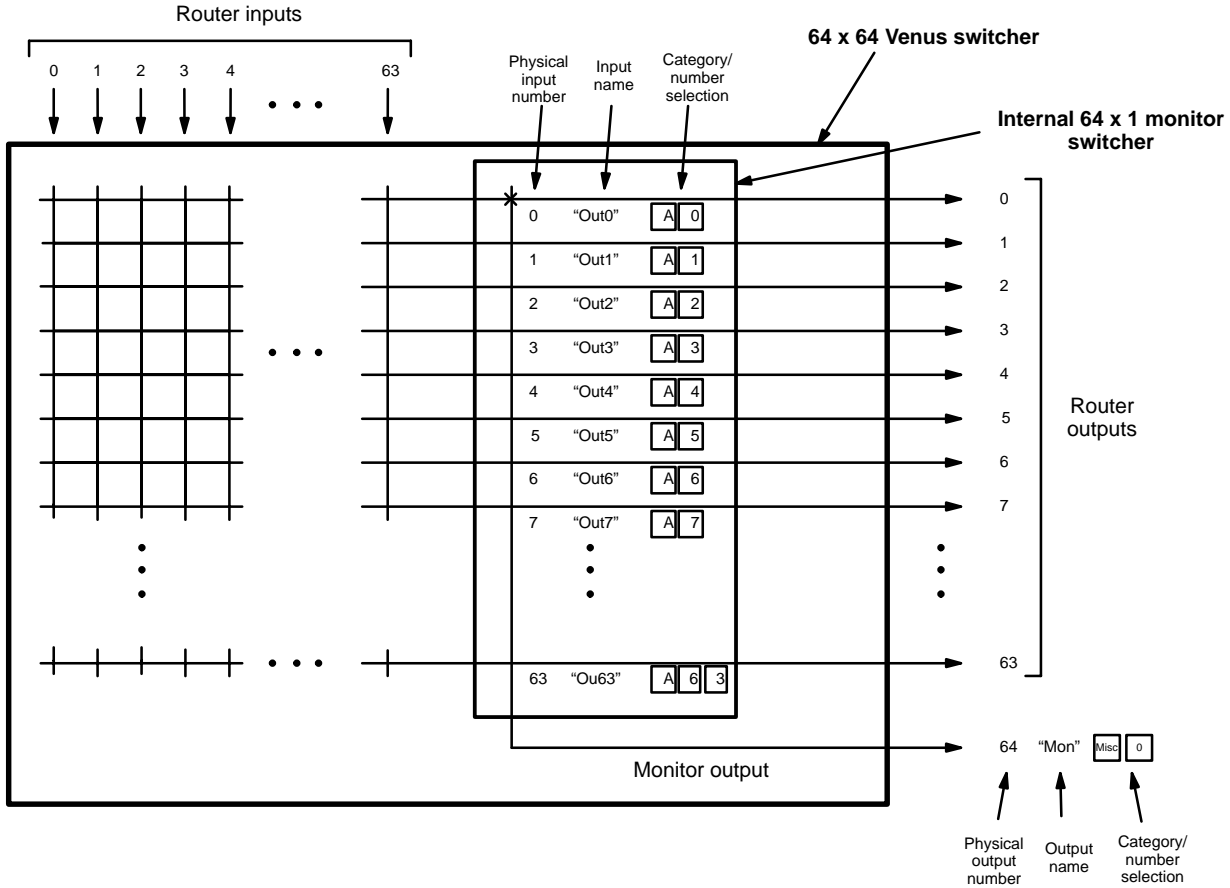 Router inputs
0 1 2 3 4 63
64 x 64 Venus switcher
Physical
input
number
Input
name
Category/
number
selection
Internal 64 x 1 monitor
switcher
0 “Out0” A 0
1 “Out1” A 1
2 “Out2” A 2
3 “Out3” A 3
4 “Out4” A 4
5 “Out5” A 5
6 “Out6” A 6
7 “Out7” A 7
63 “Ou63” A 6 3
0
1
2
3
4
5
6
7
63
Router
outputs
Monitor output
64 “Mon” Misc 0
Physical
output
number
Output
name
Category/
number
selection